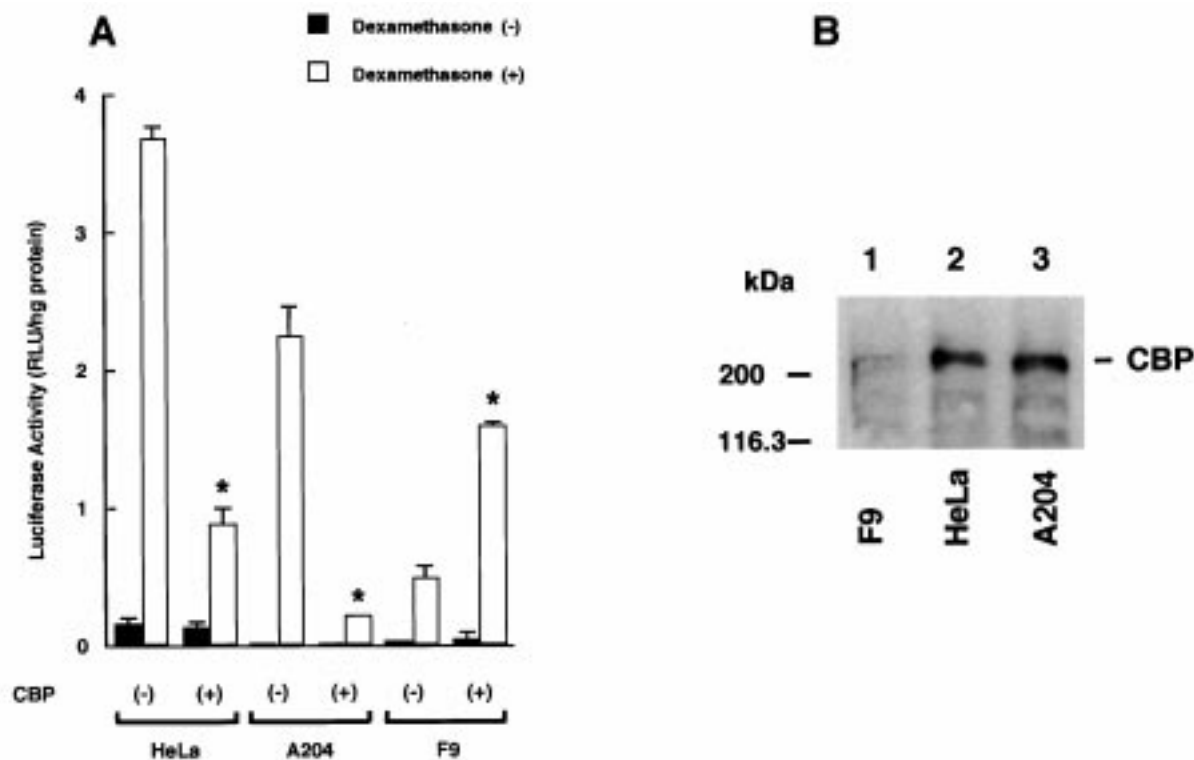 A
Dexamethasone (-)
Dexamethasone (+)
Luciferase Activity (RLU/ng protein)
4
3
2
1
0
*
*
*
CBP (-) (+) (-) (+) (-) (+)
HeLa A204 F9
B
1 2 3
kDa
200
116.3
CBP
F9 HeLa A204